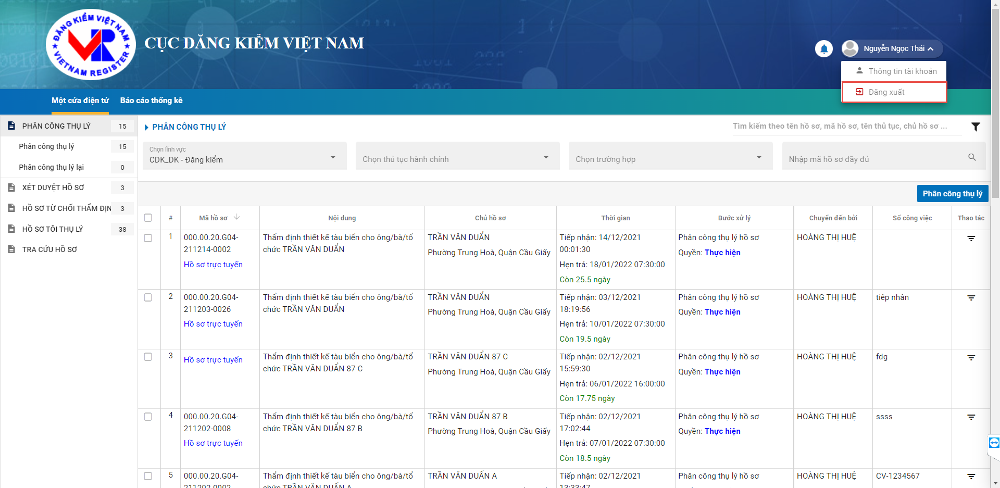 ĐĂNG KIỂM VIỆT NAM
VR
VIETNAM REGISTER
CỤC ĐĂNG KIỂM VIỆT NAM
Nguyễn Ngọc Thái
Thông tin tài khoản
Đăng xuất
Một cửa điện tử
Báo cáo thống kê
PHÂN CÔNG THỤ LÝ 15
Phân công thụ lý 15
Phân công thụ lý lại 0
XÉT DUYỆT HỒ SƠ 3
HỒ SƠ TỪ CHỐI THẨM ĐỊN 3
HỒ SƠ TÔI THỤ LÝ 38
TRA CỨU HỒ SƠ
PHÂN CÔNG THỤ LÝ
Tìm kiếm theo tên hồ sơ, mã hồ sơ, tên thủ tục, chủ hồ sơ ...
Chọn lĩnh vực
CDK_DK - Đăng kiểm
Chọn thủ tục hành chính
Chọn trường hợp
Nhập mã hồ sơ đầy đủ
Phân công thụ lý
# Mã hồ sơ Nội dung Chủ hồ sơ Thời gian Bước xử lý Chuyển đến bởi Số công việc Thao tác
1
000.00.20.G04-
211214-0002
Hồ sơ trực tuyến
Thẩm định thiết kế tàu biển cho ông/bà/tổ
chức TRẦN VĂN DUẨN
TRẦN VĂN DUẨN
Phường Trung Hoà, Quận Cầu Giấy
Tiếp nhận: 14/12/2021
00:01:30
Hẹn trả: 18/01/2022 07:30:00
Còn 25.5 ngày
Phân công thụ lý hồ sơ
Quyền: Thực hiện
HOÀNG THỊ HUỆ
2
000.00.20.G04-
211203-0026
Hồ sơ trực tuyến
Thẩm định thiết kế tàu biển cho ông/bà/tổ
chức TRẦN VĂN DUẨN
TRẦN VĂN DUẨN
Phường Trung Hoà, Quận Cầu Giấy
Tiếp nhận: 03/12/2021
18:19:56
Hẹn trả: 10/01/2022 07:30:00
Còn 19.5 ngày
Phân công thụ lý hồ sơ
Quyền: Thực hiện
HOÀNG THỊ HUỆ
tiêp nhân
3
Hồ sơ trực tuyến
Thẩm định thiết kế tàu biển cho ông/bà/tổ
chức TRẦN VĂN DUẨN 87 C
TRẦN VĂN DUẨN 87 C
Phường Trung Hoà, Quận Cầu Giấy
Tiếp nhận: 02/12/2021
15:59:30
Hẹn trả: 06/01/2022 16:00:00
Còn 17.75 ngày
Phân công thụ lý hồ sơ
Quyền: Thực hiện
HOÀNG THỊ HUỆ
fdg
4
000.00.20.G04-
211202-0008
Hồ sơ trực tuyến
Thẩm định thiết kế tàu biển cho ông/bà/tổ
chức TRẦN VĂN DUẨN 87 B
TRẦN VĂN DUẨN 87 B
Phường Trung Hoà, Quận Cầu Giấy
Tiếp nhận: 02/12/2021
17:02:44
Hẹn trả: 07/01/2022 07:30:00
Còn 18.5 ngày
Phân công thụ lý hồ sơ
Quyền: Thực hiện
HOÀNG THỊ HUỆ
ssss
5
000.00.20.G04-
211202-0002
Thẩm định thiết kế tàu biển cho ông/bà/tổ
chức TRẦN VĂN DUẨN A
TRẦN VĂN DUẨN A
Tiếp nhận: 02/12/2021
13:33:47
Phân công thụ lý hồ sơ
HOÀNG THỊ HUỆ
CV-1234567